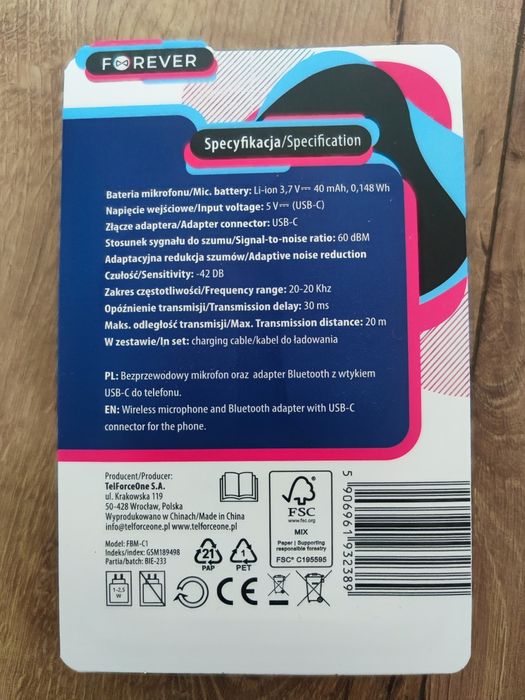 FOREVER
Specyfikacja/Specification
Bateria mikrofonu/Mic. battery: Li-ion 3,7 V⎓ 40 mAh, 0,148 Wh
Napięcie wejściowe/Input voltage: 5 V⎓ (USB-C)
Złącze adaptera/Adapter connector: USB-C
Stosunek sygnału do szumu/Signal-to-noise ratio: 60 dBM
Adaptacyjna redukcja szumów/Adaptive noise reduction
Czułość/Sensitivity: -42 DB
Zakres częstotliwości/Frequency range: 20-20 Khz
Opóźnienie transmisji/Transmission delay: 30 ms
Maks. odległość transmisji/Max. Transmission distance: 20 m
W zestawie/In set: charging cable/kabel do ładowania
PL: Bezprzewodowy mikrofon oraz adapter Bluetooth z wtykiem
USB-C do telefonu.
EN: Wireless microphone and Bluetooth adapter with USB-C
connector for the phone.
Producent/Producer:
TelForceOne S.A.
ul. Krakowska 119
50-428 Wrocław, Polska
Wyprodukowano w Chinach/Made in China
info@telforceone.pl www.telforceone.pl
Model: FBM-C1
Indeks/index: GSM189498
Partia/batch: BIE-233
21
PAP
1
PET
FSC
www.fsc.org
MIX
Paper | Supporting
responsible forestry
FSC® C195595
1-2,5
W
CE
5 906961 932389